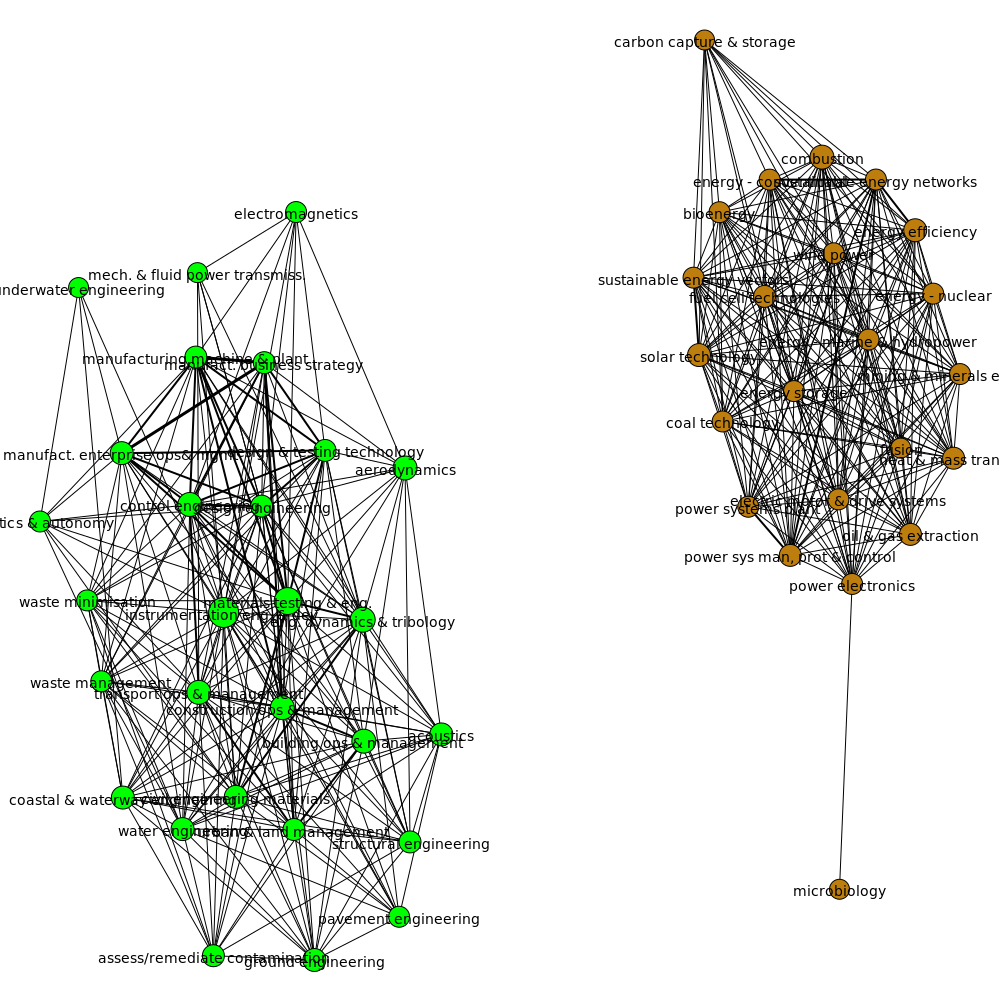 carbon capture & storage
combustion
energy - co
energy networks
bioenergy
energy efficiency
wind power
electromagnetics
mech. & fluid power transmiss.
underwater engineering
sustainable energy vectors
fuel cell technologies
energy - nuclear
energy - marine & hydropower
manufacturing machine & plant
manufact. business strategy
solar technology
mining & minerals e
energy storage
coal technology
manufact. enterprise ops& mgmt
design & testing technology
aerodynamics
fusion
heat & mass tran
control engineering
design engineering
electric motor & drive systems
power systems plant
tics & autonomy
oil & gas extraction
power sys man, prot & control
power electronics
waste minimisation
materials testing & eng.
instrumentation eng. & dev.
eng. dynamics & tribology
waste management
transport ops & management
construction ops & management
building ops & management
acoustics
coastal & waterway engineering
civil engineering materials
water engineering
urban & land management
structural engineering
microbiology
pavement engineering
assess/remediate contamination
ground engineering